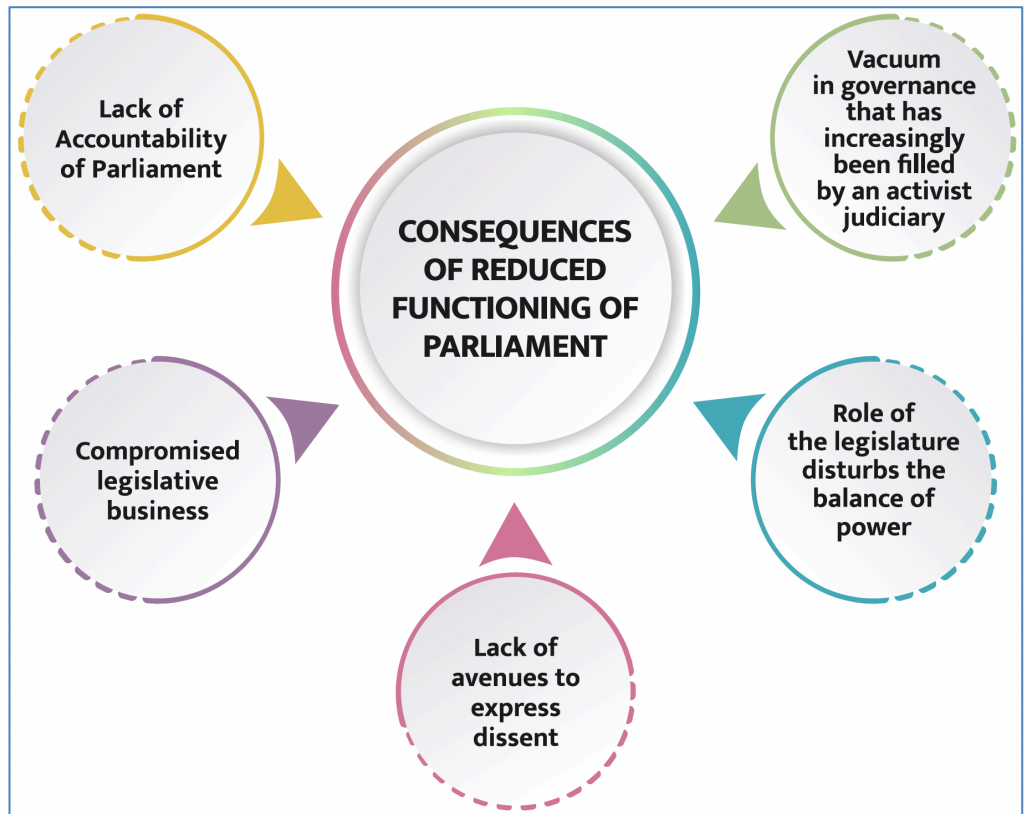 Lack of
Accountability
of Parliament
Vacuum
in governance
that has
increasingly
been filled
by an activist
judiciary
CONSEQUENCES
OF REDUCED
FUNCTIONING OF
PARLIAMENT
Compromised
legislative
business
Role of
the legislature
disturbs the
balance of
power
Lack of
avenues to
express
dissent